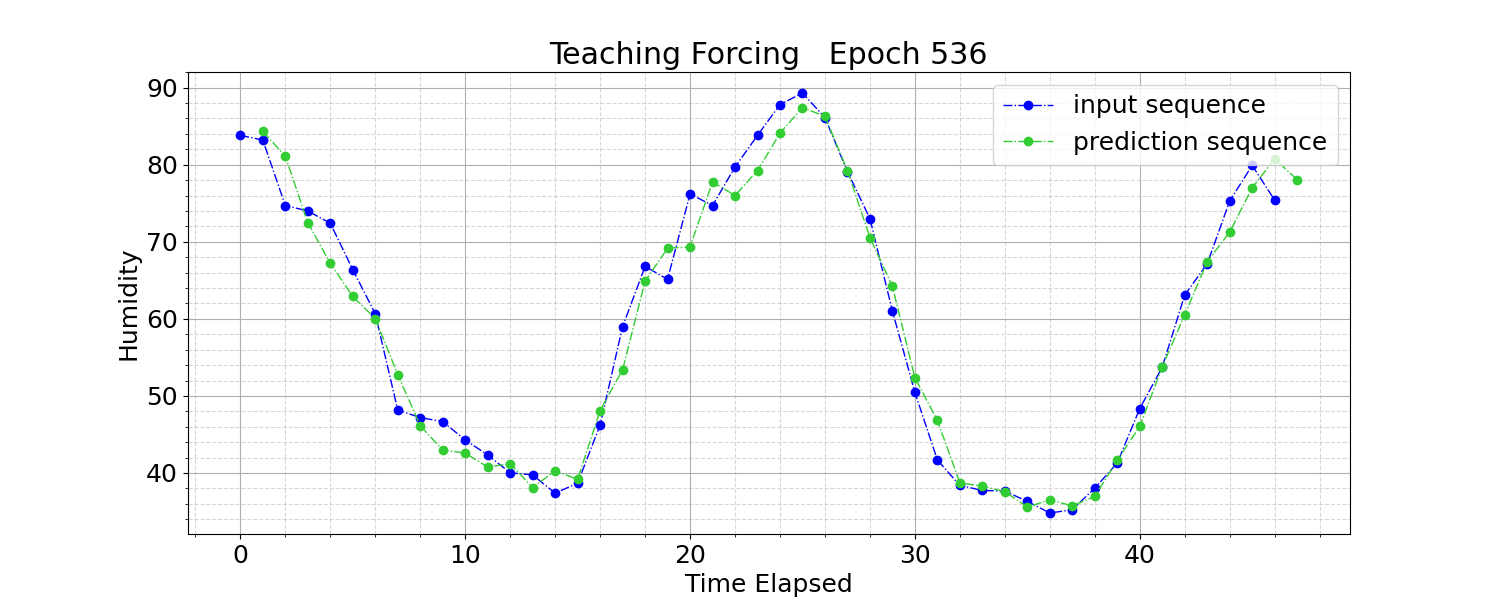 Teaching Forcing   Epoch 536
input sequence
prediction sequence
90
80
70
60
50
40
Humidity
0 10 20 30 40
Time Elapsed